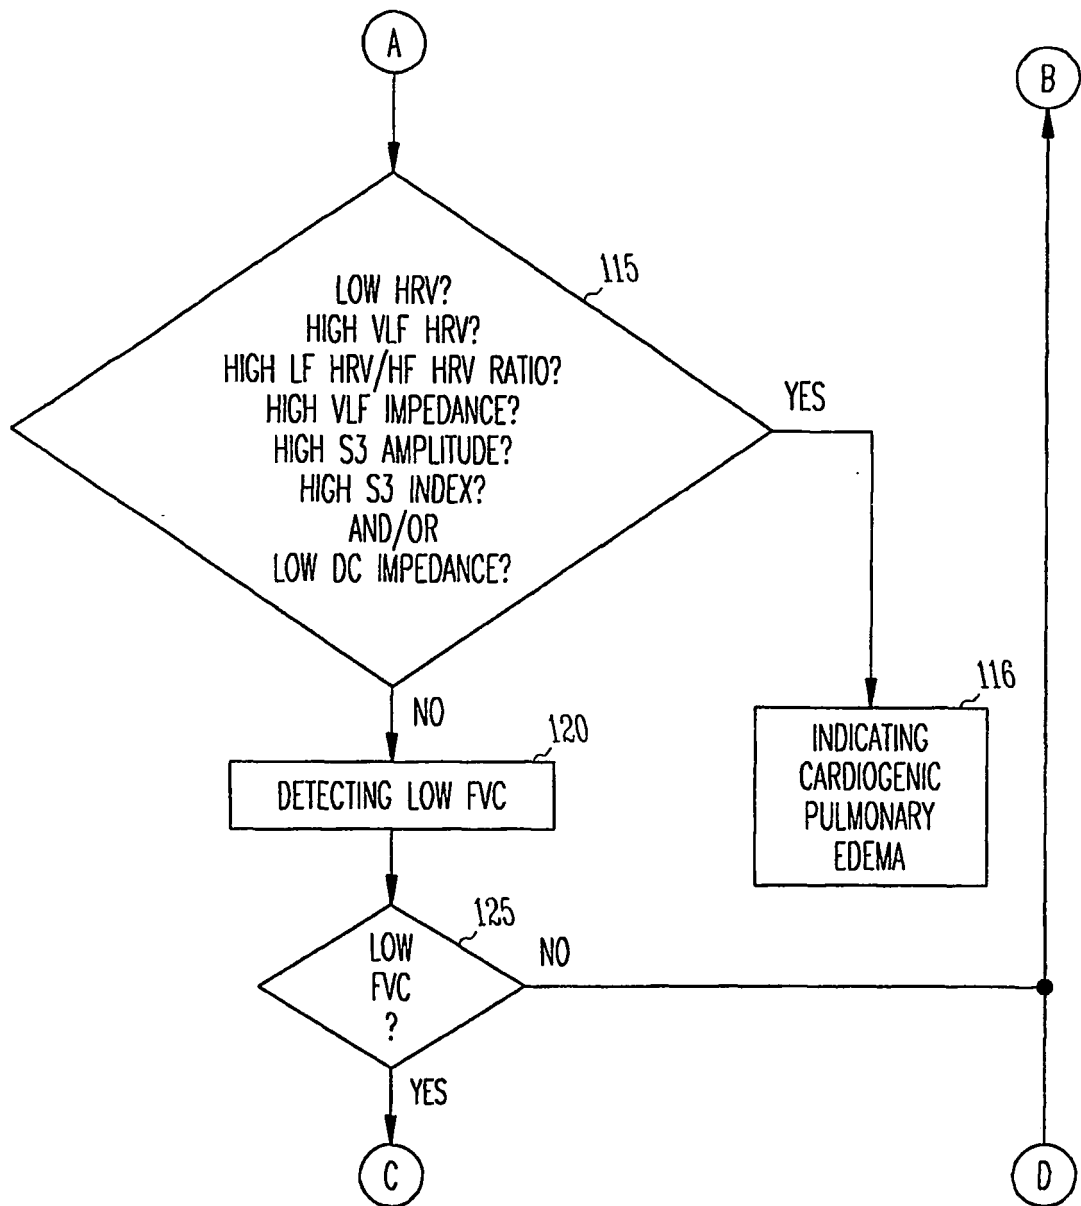 A
B
115
LOW HRV?
HIGH VLF HRV?
HIGH LF HRV/HF HRV RATIO?
HIGH VLF IMPEDANCE?
HIGH S3 AMPLITUDE?
HIGH S3 INDEX?
AND/OR
LOW DC IMPEDANCE?
YES
NO
116
INDICATING
CARDIOGENIC
PULMONARY
EDEMA
120
DETECTING LOW FVC
125
LOW
FVC
?
NO
YES
C
D